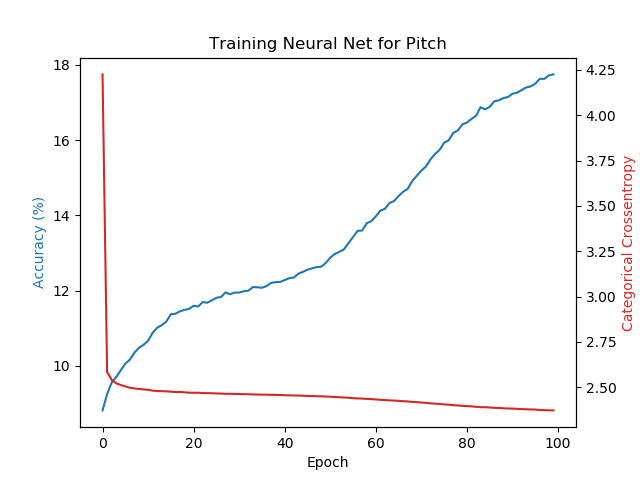 Training Neural Net for Pitch
18
16
14
12
10
Accuracy (%)
4.25
4.00
3.75
3.50
3.25
3.00
2.75
2.50
Categorical Crossentropy
0 20 40 60 80 100
Epoch